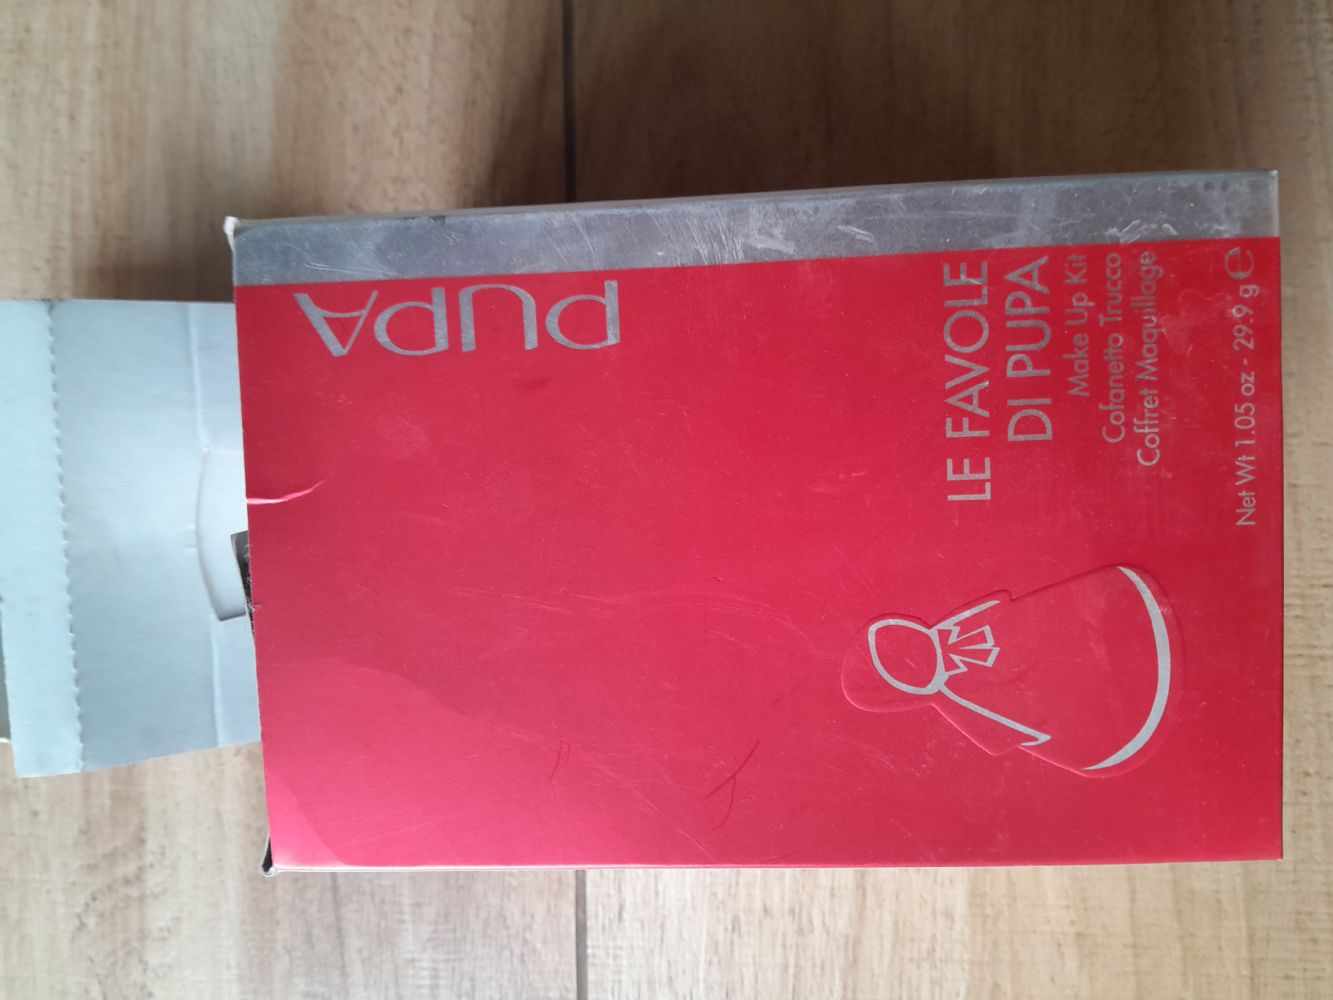 PUPA
LE FAVOLE
DI PUPA
Make Up Kit
Cofanetto Trucco
Coffret Maquillage
Net Wt 1.05 oz - 29.9 g e